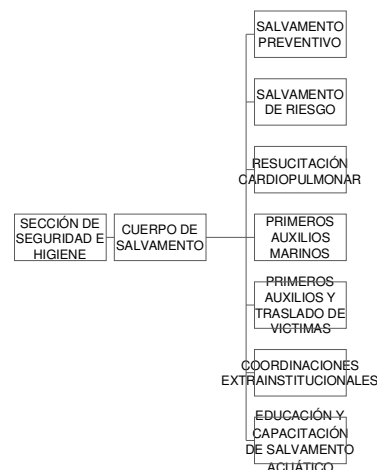 SALVAMENTO
PREVENTIVO
SALVAMENTO
DE RIESGO
RESUCITACIÓN
CARDIOPULMONAR
SECCIÓN DE
SEGURIDAD E
HIGIENE
CUERPO DE
SALVAMENTO
PRIMEROS
AUXILIOS
MARINOS
PRIMEROS
AUXILIOS Y
TRASLADO DE
VICTIMAS
COORDINACIONES
EXTRAINSTITUCIONALES
EDUCACIÓN Y
CAPACITACIÓN
DE SALVAMENTO
ACUÁTICO